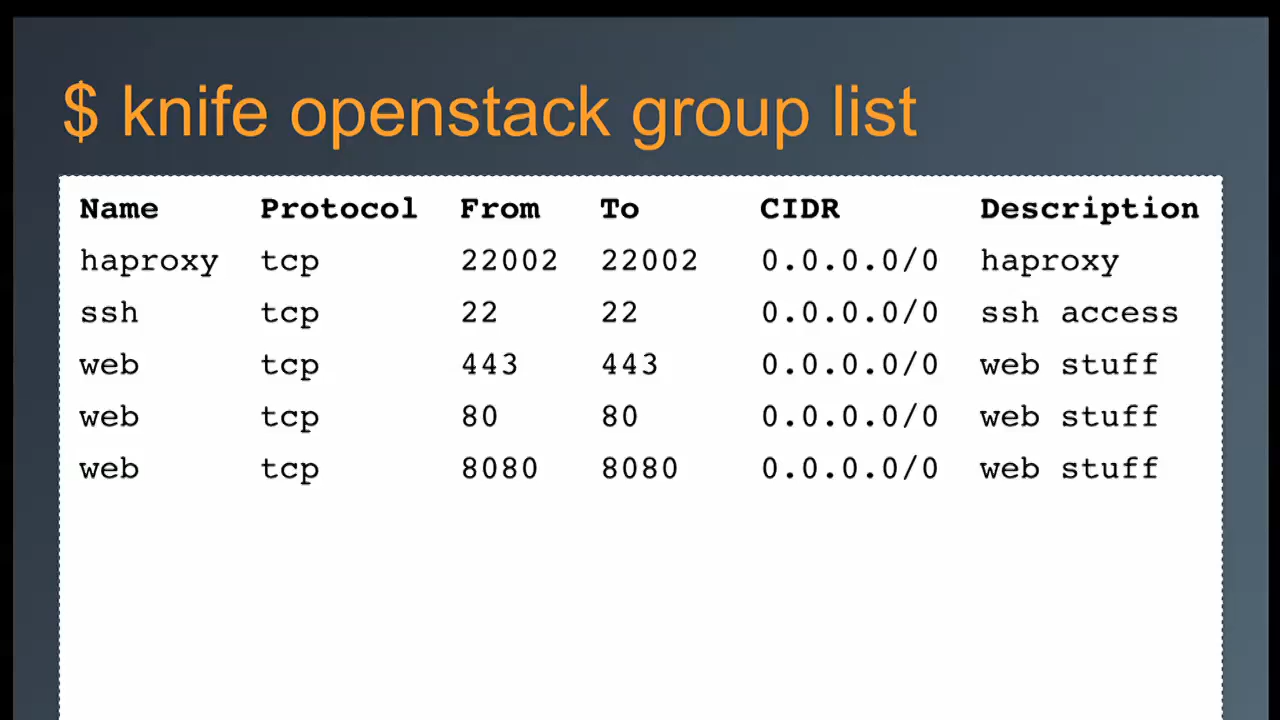 $ knife openstack group list
Name Protocol From To CIDR Description
haproxy tcp 22002 22002 0.0.0.0/0 haproxy
ssh tcp 22 22 0.0.0.0/0 ssh access
web tcp 443 443 0.0.0.0/0 web stuff
web tcp 80 80 0.0.0.0/0 web stuff
web tcp 8080 8080 0.0.0.0/0 web stuff